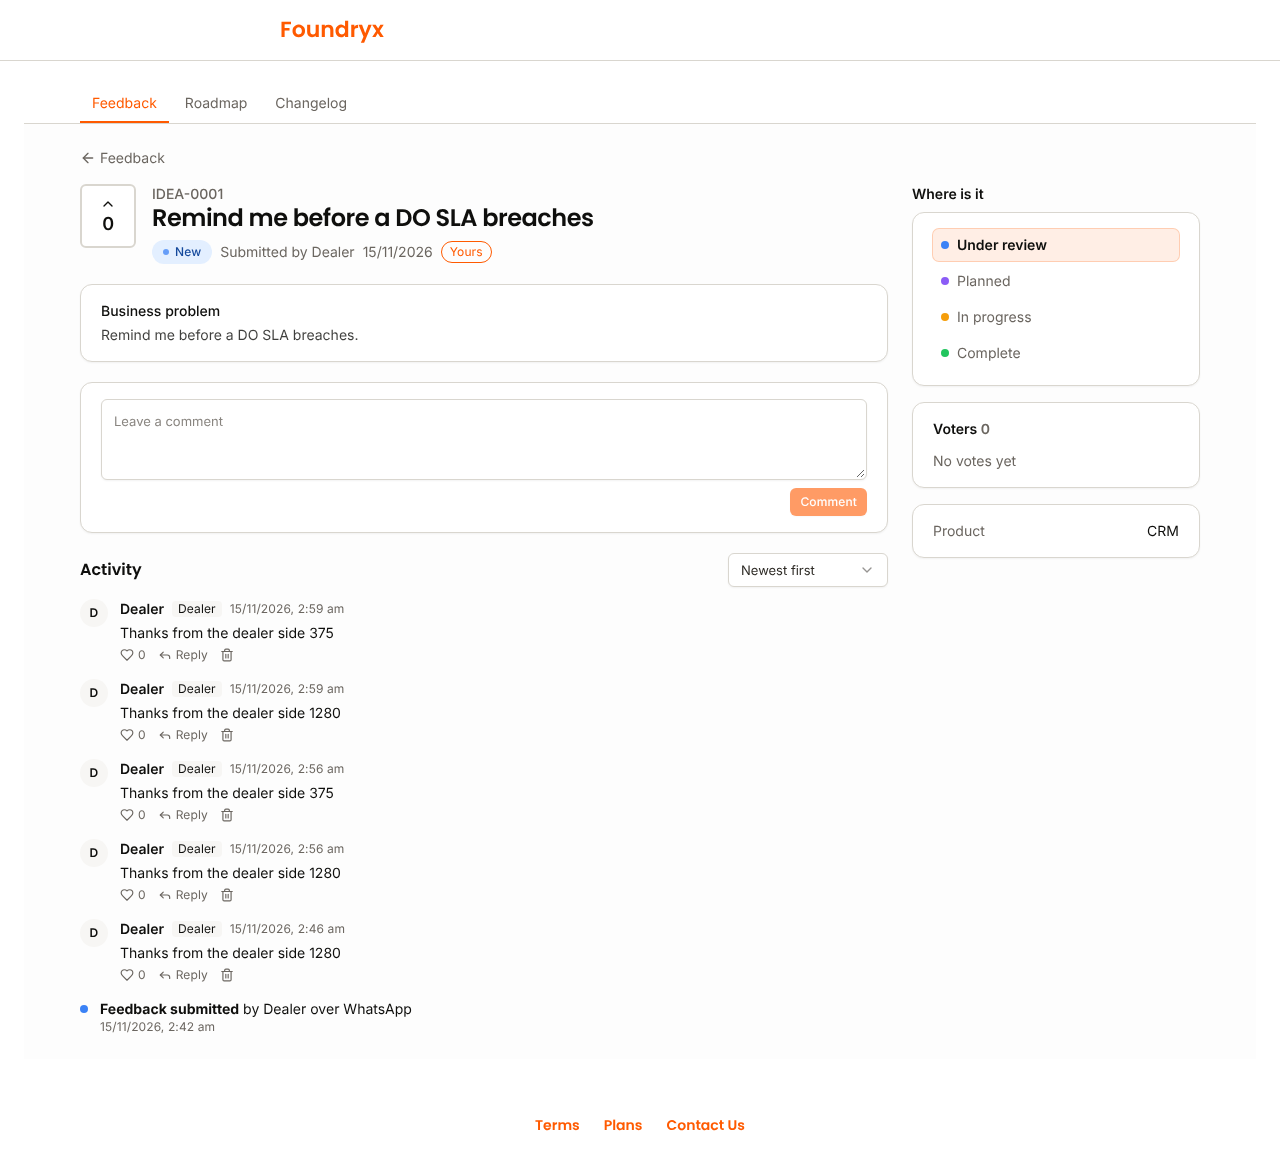 Foundryx
Feedback Roadmap Changelog
Feedback
0
IDEA-0001
Remind me before a DO SLA breaches
New Submitted by Dealer 15/11/2026 Yours
Business problem
Remind me before a DO SLA breaches.
Leave a comment
Comment
Activity
Newest first
D Dealer Dealer 15/11/2026, 2:59 am
Thanks from the dealer side 375
0 Reply
D Dealer Dealer 15/11/2026, 2:59 am
Thanks from the dealer side 1280
0 Reply
D Dealer Dealer 15/11/2026, 2:56 am
Thanks from the dealer side 375
0 Reply
D Dealer Dealer 15/11/2026, 2:56 am
Thanks from the dealer side 1280
0 Reply
D Dealer Dealer 15/11/2026, 2:46 am
Thanks from the dealer side 1280
0 Reply
Feedback submitted by Dealer over WhatsApp
15/11/2026, 2:42 am
Where is it
Under review
Planned
In progress
Complete
Voters 0
No votes yet
Product CRM
Terms Plans Contact Us